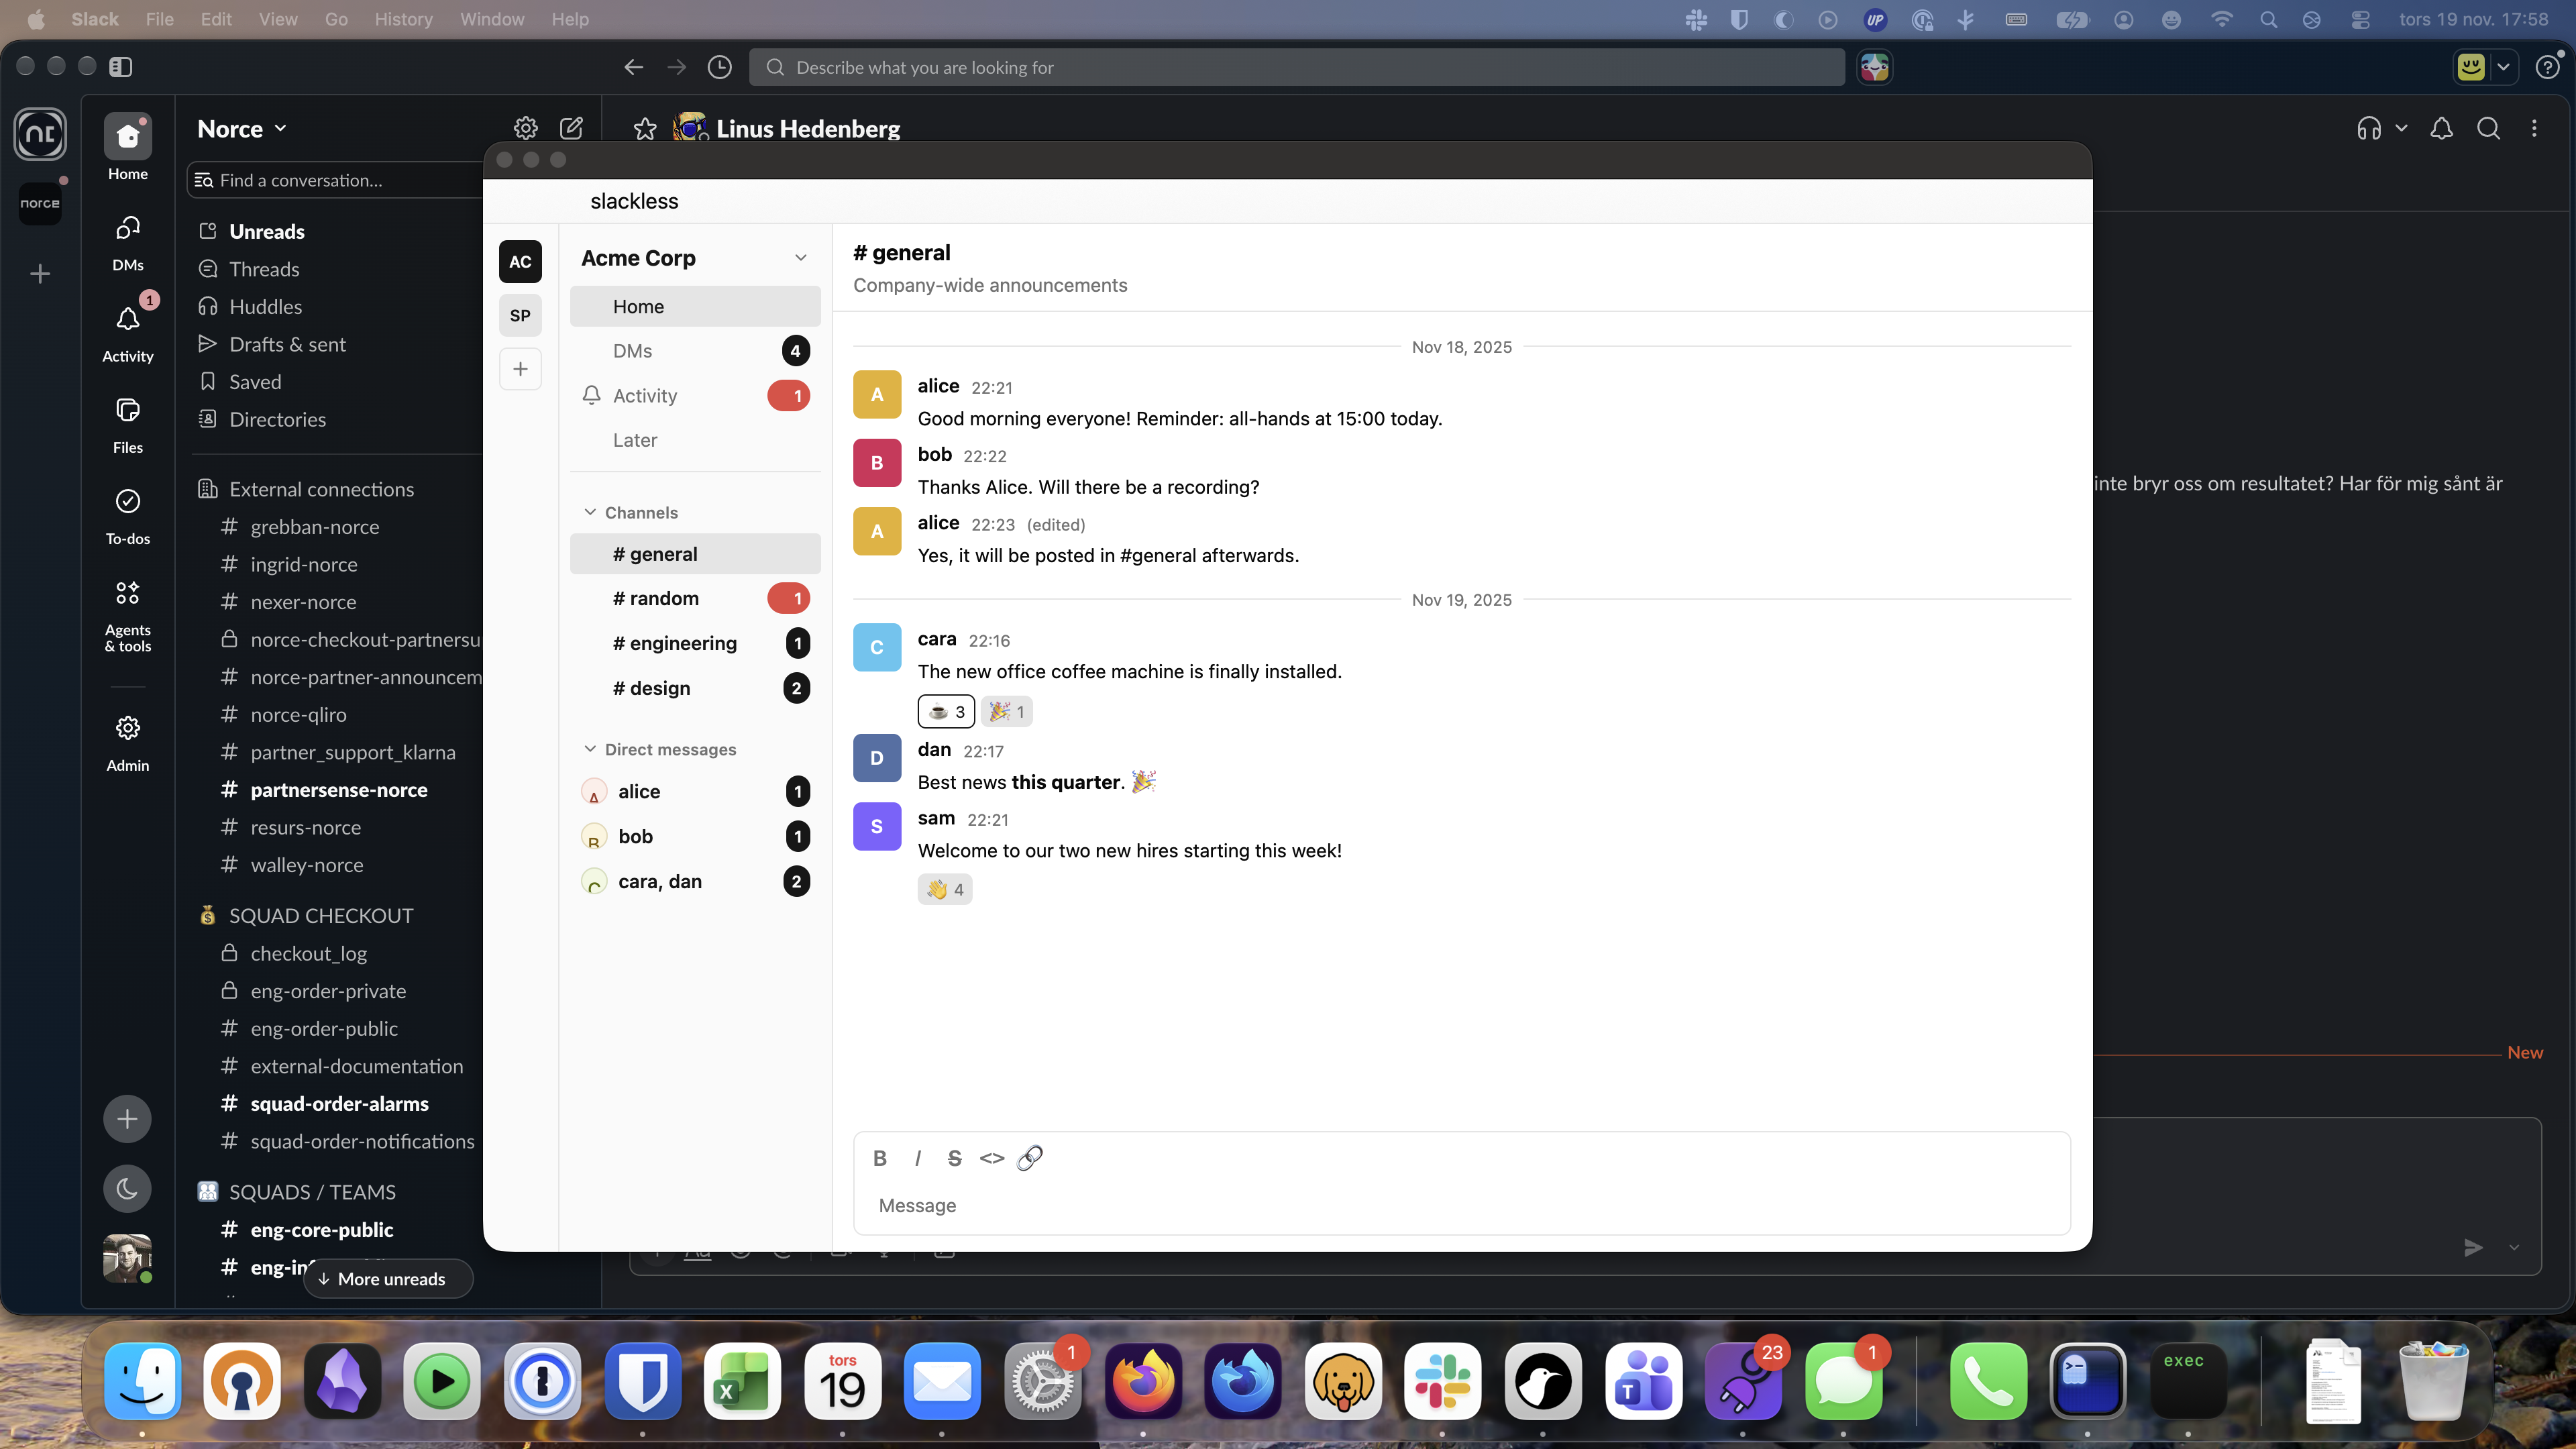 Slack File Edit View Go History Window Help
UP
tors 19 nov. 17:58
Describe what you are looking for
norce
Home
DMs
1
Activity
Files
To-dos
Agents
& tools
Admin
Norce
Find a conversation...
Unreads
Threads
Huddles
Drafts & sent
Saved
Directories
External connections
# grebban-norce
# ingrid-norce
# nexer-norce
norce-checkout-partnersu
# norce-partner-announcem
# norce-qliro
# partner_support_klarna
# partnersense-norce
# resurs-norce
# walley-norce
SQUAD CHECKOUT
checkout_log
eng-order-private
# eng-order-public
# external-documentation
# squad-order-alarms
# squad-order-notifications
SQUADS / TEAMS
# eng-core-public
More unreads
Linus Hedenberg
inte bryr oss om resultatet? Har för mig sånt är
New
slackless
AC
SP
+
Acme Corp
Home
DMs 4
Activity 1
Later
Channels
# general
# random 1
# engineering 1
# design 2
Direct messages
A alice 1
B bob 1
C cara, dan 2
# general
Company-wide announcements
Nov 18, 2025
A
alice 22:21
Good morning everyone! Reminder: all-hands at 15:00 today.
B
bob 22:22
Thanks Alice. Will there be a recording?
A
alice 22:23 (edited)
Yes, it will be posted in #general afterwards.
Nov 19, 2025
C
cara 22:16
The new office coffee machine is finally installed.
☕ 3 🎉 1
D
dan 22:17
Best news this quarter. 🎉
S
sam 22:21
Welcome to our two new hires starting this week!
👋 4
B I S <> 🔗
Message
X
tors
19
1
T
23
1
exec